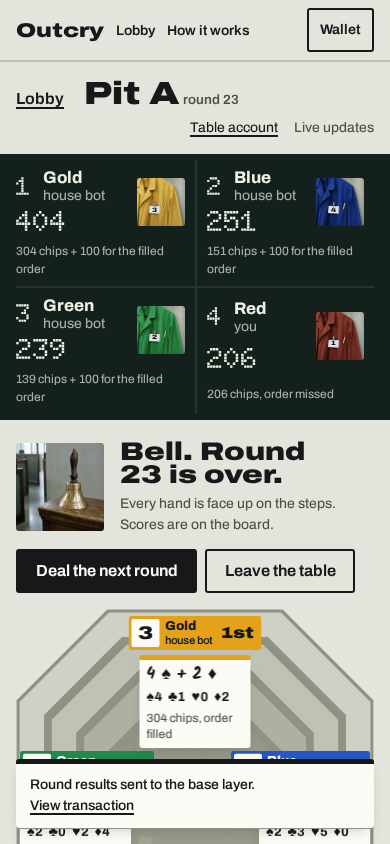 Outcry Lobby How it works Wallet
Lobby Pit A round 23
Table account Live updates
1 Gold
house bot
3
404
304 chips + 100 for the filled
order
2 Blue
house bot
4
251
151 chips + 100 for the filled
order
3 Green
house bot
1
239
139 chips + 100 for the filled
order
4 Red
you
1
206
206 chips, order missed
Bell. Round
23 is over.
Every hand is face up on the steps.
Scores are on the board.
Deal the next round Leave the table
3 Gold 1st
house bot
4 ♠ + 2 ♦
♠4 ♣1 ♥0 ♦2
304 chips, order
filled
Round results sent to the base layer.
View transaction
♠2 ♣0 ♥2 ♦4
♠2 ♣3 ♥5 ♦0